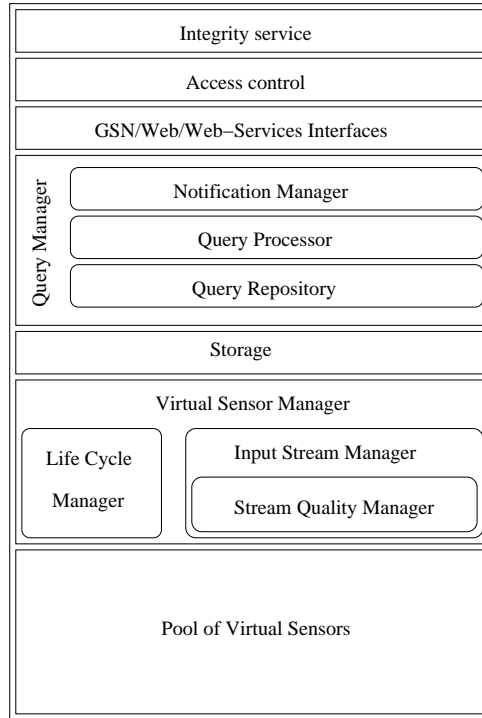 Integrity service
Access control
GSN/Web/Web−Services Interfaces
Query Manager
Notification Manager
Query Processor
Query Repository
Storage
Virtual Sensor Manager
Life Cycle
Manager
Input Stream Manager
Stream Quality Manager
Pool of Virtual Sensors